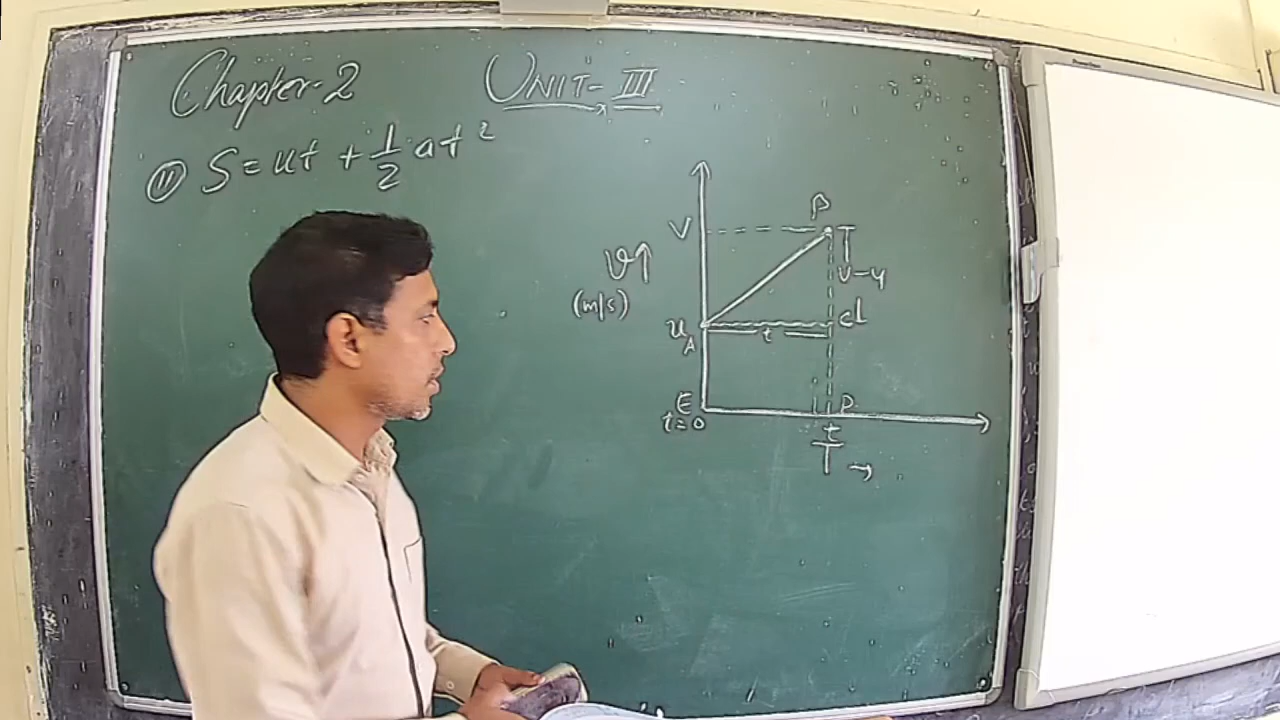 Chapter-2
UNIT-III
(II) S = ut + 1/2 at²
V
B
v-u
v↑
(m/s)
u
A
t
E
t=0
D
t
T →